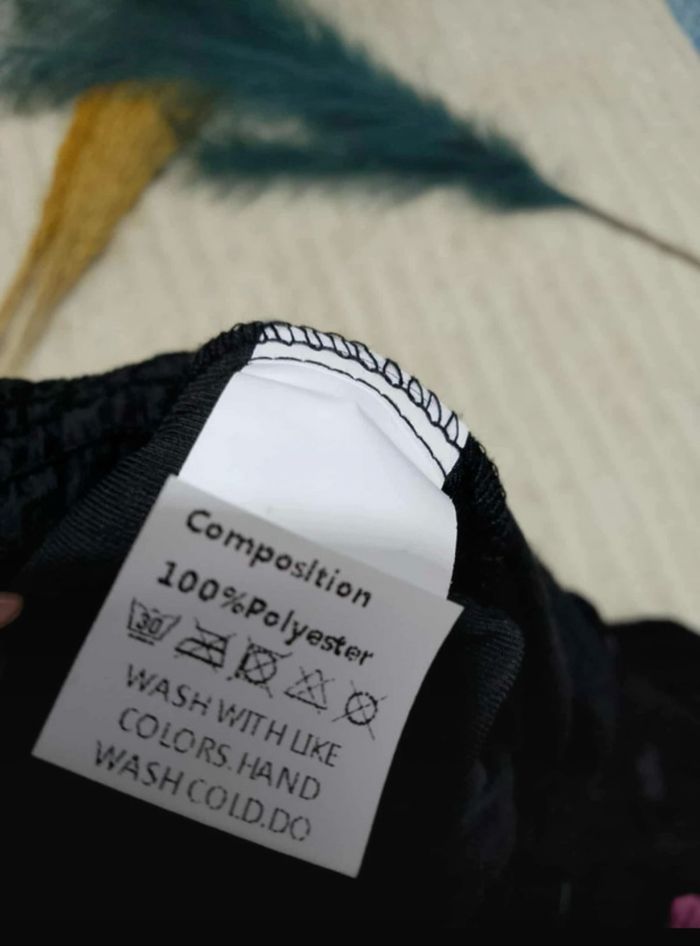 Composition
100%Polyester
30
WASH WITH LIKE
COLORS.HAND
WASH COLD.DO